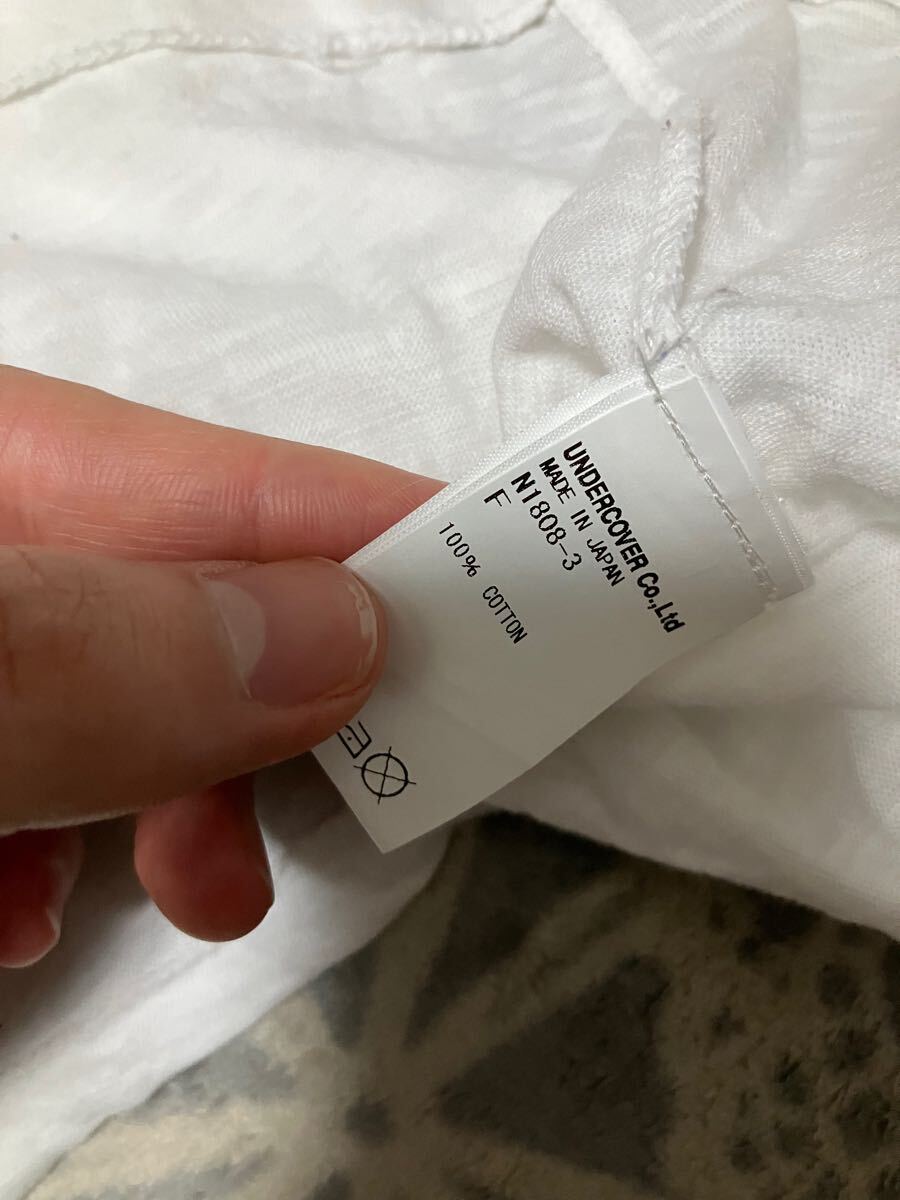 UNDERCOVER Co.,Ltd
MADE IN JAPAN
N1808-3
F
100% COTTON